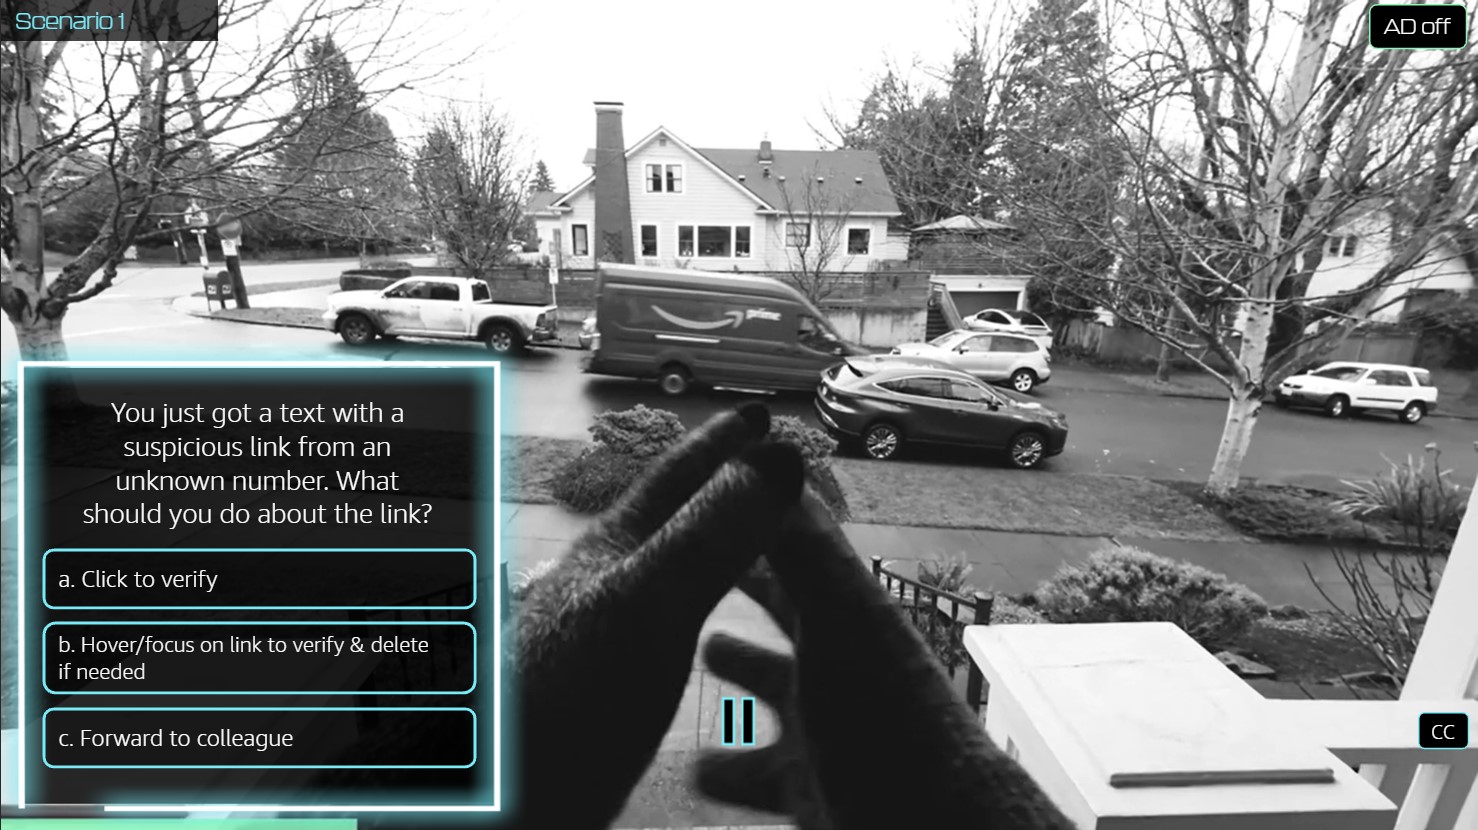 Scenario 1
AD off
prime
You just got a text with a
suspicious link from an
unknown number. What
should you do about the link?
a. Click to verify
b. Hover/focus on link to verify & delete
if needed
c. Forward to colleague
CC